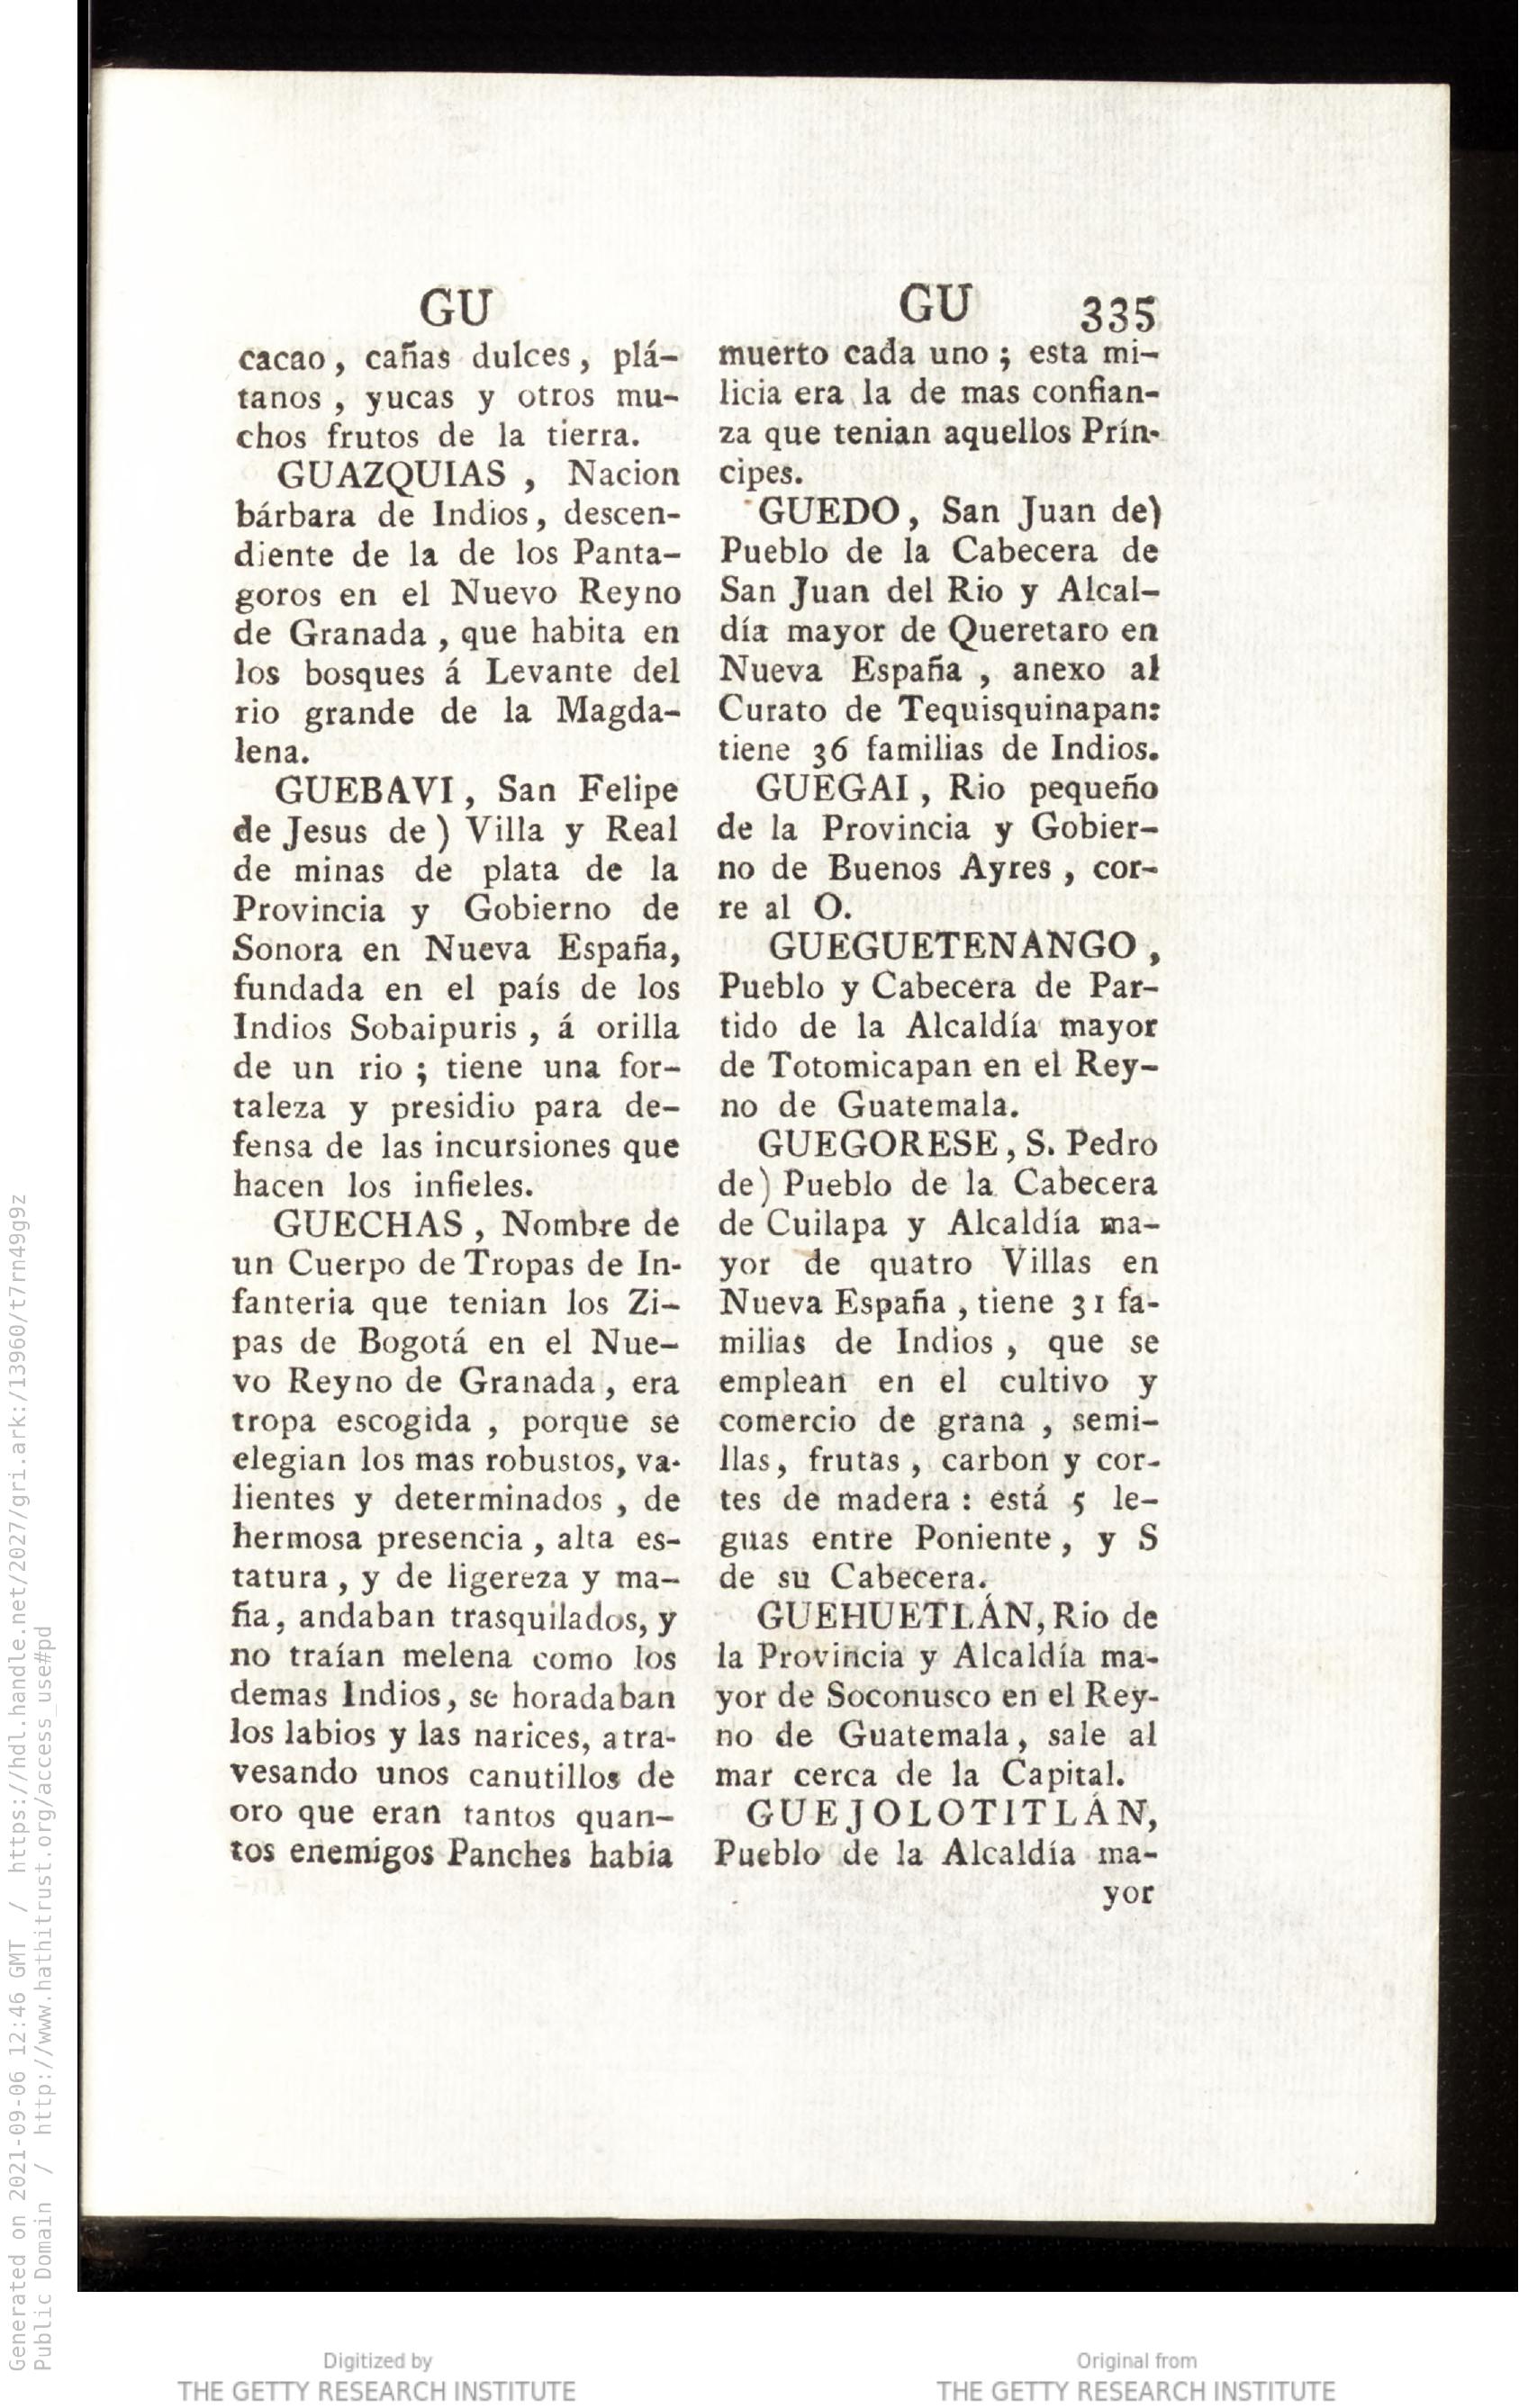 GU
cacao, cañas dulces, plá-
tanos, yucas y otros mu-
chos frutos de la tierra.
GUAZQUIAS, Nacion
bárbara de Indios, descen-
diente de la de los Panta-
goros en el Nuevo Reyno
de Granada, que habita en
los bosques á Levante del
rio grande de la Magda-
lena.
GUEBAVI, San Felipe
de Jesus de) Villa y Real
de minas de plata de la
Provincia y Gobierno de
Sonora en Nueva España,
fundada en el país de los
Indios Sobaipuris, á orilla
de un rio; tiene una for-
taleza y presidio para de-
fensa de las incursiones que
hacen los infieles.
GUECHAS, Nombre de
un Cuerpo de Tropas de In-
fanteria que tenian los Zi-
pas de Bogotá en el Nue-
vo Reyno de Granada, era
tropa escogida, porque se
elegian los mas robustos, va-
lientes y determinados, de
hermosa presencia, alta es-
tatura, y de ligereza y ma-
ña, andaban trasquilados, y
no traían melena como los
demas Indios, se horadaban
los labios y las narices, atra-
vesando unos canutillos de
oro que eran tantos quan-
tos enemigos Panches habia
GU 335
muerto cada uno; esta mi-
licia era la de mas confian-
za que tenian aquellos Prín-
cipes.
GUEDO, San Juan de)
Pueblo de la Cabecera de
San Juan del Rio y Alcal-
día mayor de Queretaro en
Nueva España, anexo al
Curato de Tequisquinapan:
tiene 36 familias de Indios.
GUEGAI, Rio pequeño
de la Provincia y Gobier-
no de Buenos Ayres, cor-
re al O.
GUEGUETENANGO,
Pueblo y Cabecera de Par-
tido de la Alcaldía mayor
de Totomicapan en el Rey-
no de Guatemala.
GUEGORESE, S. Pedro
de) Pueblo de la Cabecera
de Cuilapa y Alcaldía ma-
yor de quatro Villas en
Nueva España, tiene 31 fa-
milias de Indios, que se
emplean en el cultivo y
comercio de grana, semi-
llas, frutas, carbon y cor-
tes de madera: está 5 le-
guas entre Poniente, y S
de su Cabecera.
GUEHUETLÁN, Rio de
la Provincia y Alcaldía ma-
yor de Soconusco en el Rey-
no de Guatemala, sale al
mar cerca de la Capital.
GUEJOLOTITLÁN,
Pueblo de la Alcaldía ma-
yor
Generated on 2021-09-06 12:46 GMT / https://hdl.handle.net/2027/gri.ark:/13960/t7rn49g9z
Public Domain / http://www.hathitrust.org/access_use#pd
Digitized by
THE GETTY RESEARCH INSTITUTE
Original from
THE GETTY RESEARCH INSTITUTE